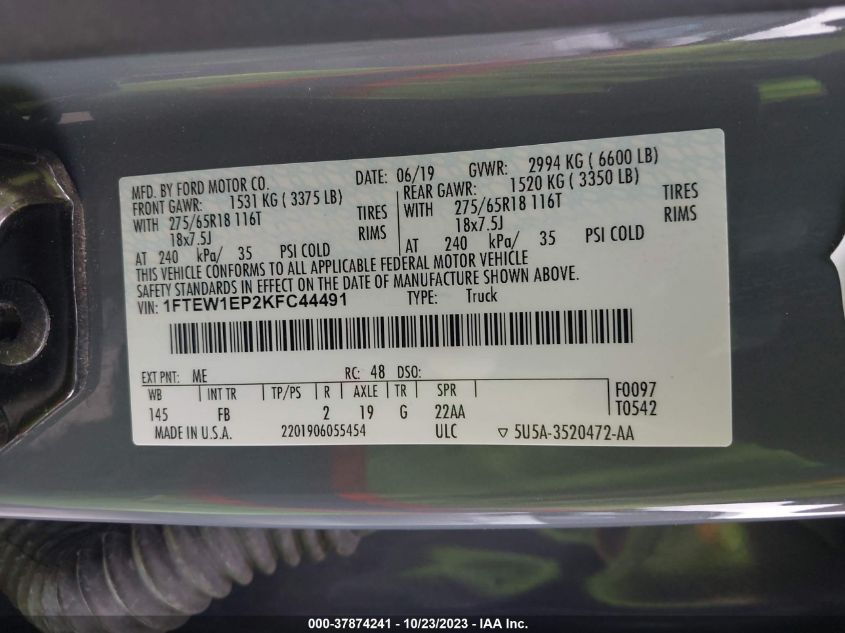 MFD. BY FORD MOTOR CO. DATE: 06/19 GVWR: 2994 KG ( 6600 LB)
FRONT GAWR: 1531 KG ( 3375 LB) REAR GAWR: 1520 KG ( 3350 LB)
WITH 275/65R18 116T TIRES WITH 275/65R18 116T TIRES
18x7.5J RIMS 18x7.5J RIMS
AT 240 kPa/ 35 PSI COLD AT 240 kPa/ 35 PSI COLD
THIS VEHICLE CONFORMS TO ALL APPLICABLE FEDERAL MOTOR VEHICLE
SAFETY STANDARDS IN EFFECT ON THE DATE OF MANUFACTURE SHOWN ABOVE.
VIN: 1FTEW1EP2KFC44491 TYPE: Truck
EXT PNT: ME RC: 48 DSO:
WB INT TR TP/PS R AXLE TR SPR F0097
145 FB 2 19 G 22AA T0542
MADE IN U.S.A. 2201906055454 ULC ▽ 5U5A-3520472-AA
000-37874241 - 10/23/2023 - IAA Inc.